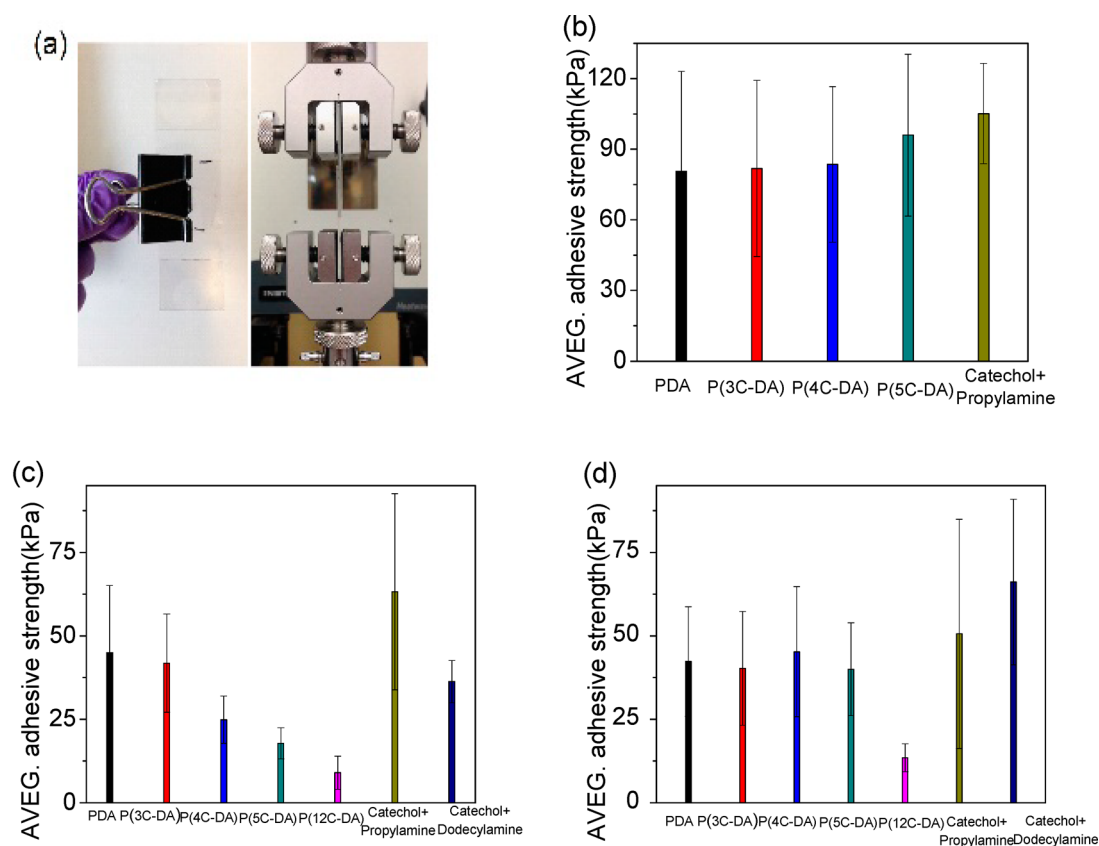 (a)
INST
(b)
AVEG. adhesive strength(kPa)
120
90
60
30
0
PDA
P(3C-DA)
P(4C-DA)
P(5C-DA)
Catechol+
Propylamine
(c)
AVEG. adhesive strength(kPa)
75
50
25
0
PDA
P(3C-DA)
P(4C-DA)
P(5C-DA)
P(12C-DA)
Catechol+
Propylamine
Catechol+
Dodecylamine
(d)
AVEG. adhesive strength(kPa)
75
50
25
0
PDA
P(3C-DA)
P(4C-DA)
P(5C-DA)
P(12C-DA)
Catechol+
Propylamine
Catechol+
Dodecylamine